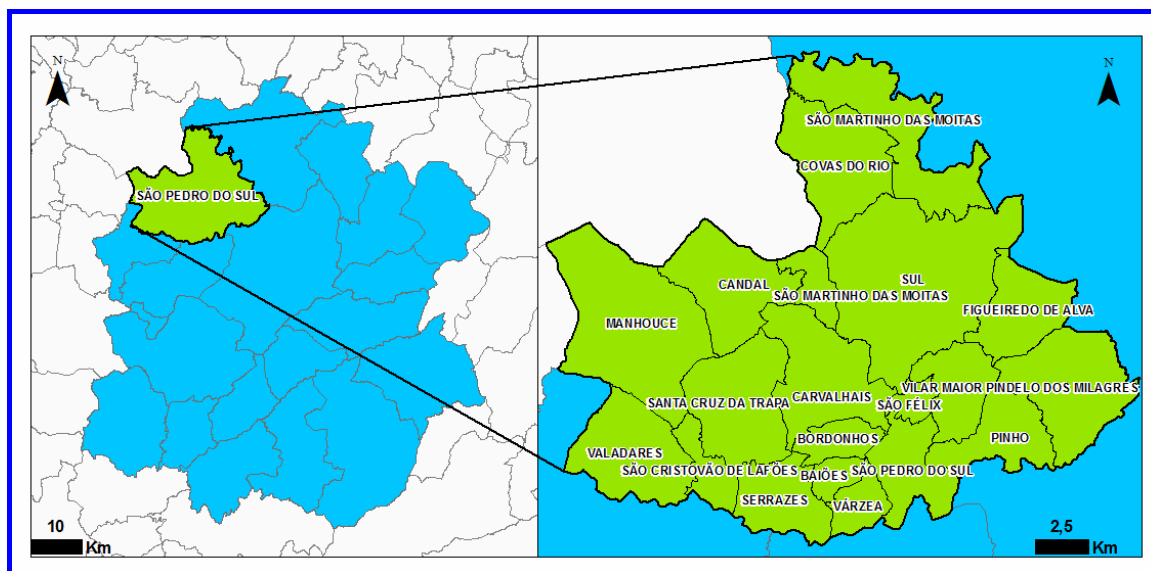 N
SÃO PEDRO DO SUL
10
Km
N
SÃO MARTINHO DAS MOITAS
COVAS DO RIO
SUL
CANDAL
SÃO MARTINHO DAS MOITAS
FIGUEIREDO DE ALVA
MANHOUCE
VILAR MAIOR PINDELO DOS MILAGRES
SANTA CRUZ DA TRAPA
CARVALHAIS
SÃO FÉLIX
BORDONHOS
PINHO
VALADARES
SÃO CRISTOVÃO DE LAFÕES
BAIÕES
SÃO PEDRO DO SUL
SERRAZES
VÁRZEA
2,5
Km